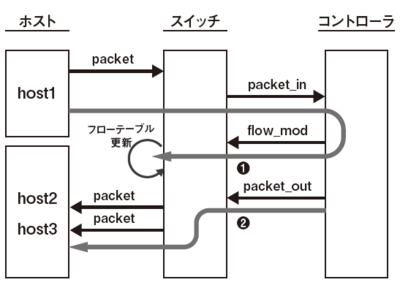 ホスト スイッチ コントローラ
packet
packet_in
host1
フローテーブル
更新
flow_mod
❶
packet_out
host2
packet
❷
packet
host3